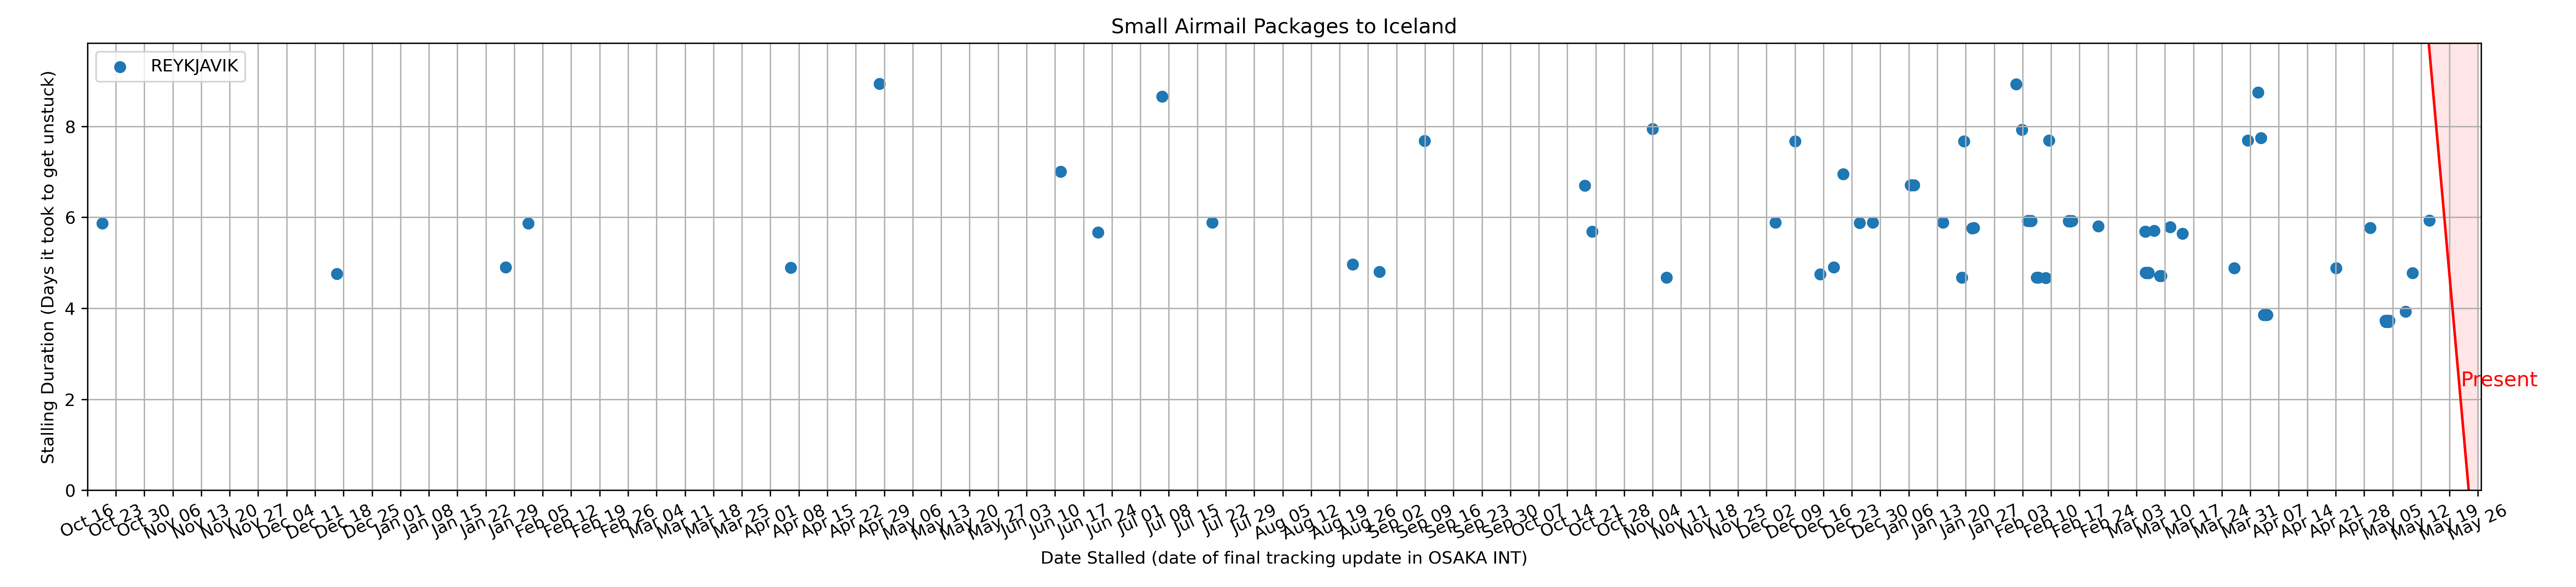 Small Airmail Packages to Iceland
REYKJAVIK
Stalling Duration (Days it took to get unstuck)
8
6
4
2
0
Present
Oct 16
Oct 23
Oct 30
Nov 06
Nov 13
Nov 20
Nov 27
Dec 04
Dec 11
Dec 18
Dec 25
Jan 01
Jan 08
Jan 15
Jan 22
Jan 29
Feb 05
Feb 12
Feb 19
Feb 26
Mar 04
Mar 11
Mar 18
Mar 25
Apr 01
Apr 08
Apr 15
Apr 22
Apr 29
May 06
May 13
May 20
May 27
Jun 03
Jun 10
Jun 17
Jun 24
Jul 01
Jul 08
Jul 15
Jul 22
Jul 29
Aug 05
Aug 12
Aug 19
Aug 26
Sep 02
Sep 09
Sep 16
Sep 23
Sep 30
Oct 07
Oct 14
Oct 21
Oct 28
Nov 04
Nov 11
Nov 18
Nov 25
Dec 02
Dec 09
Dec 16
Dec 23
Dec 30
Jan 06
Jan 13
Jan 20
Jan 27
Feb 03
Feb 10
Feb 17
Feb 24
Mar 03
Mar 10
Mar 17
Mar 24
Mar 31
Apr 07
Apr 14
Apr 21
Apr 28
May 05
May 12
May 19
May 26
Date Stalled (date of final tracking update in OSAKA INT)